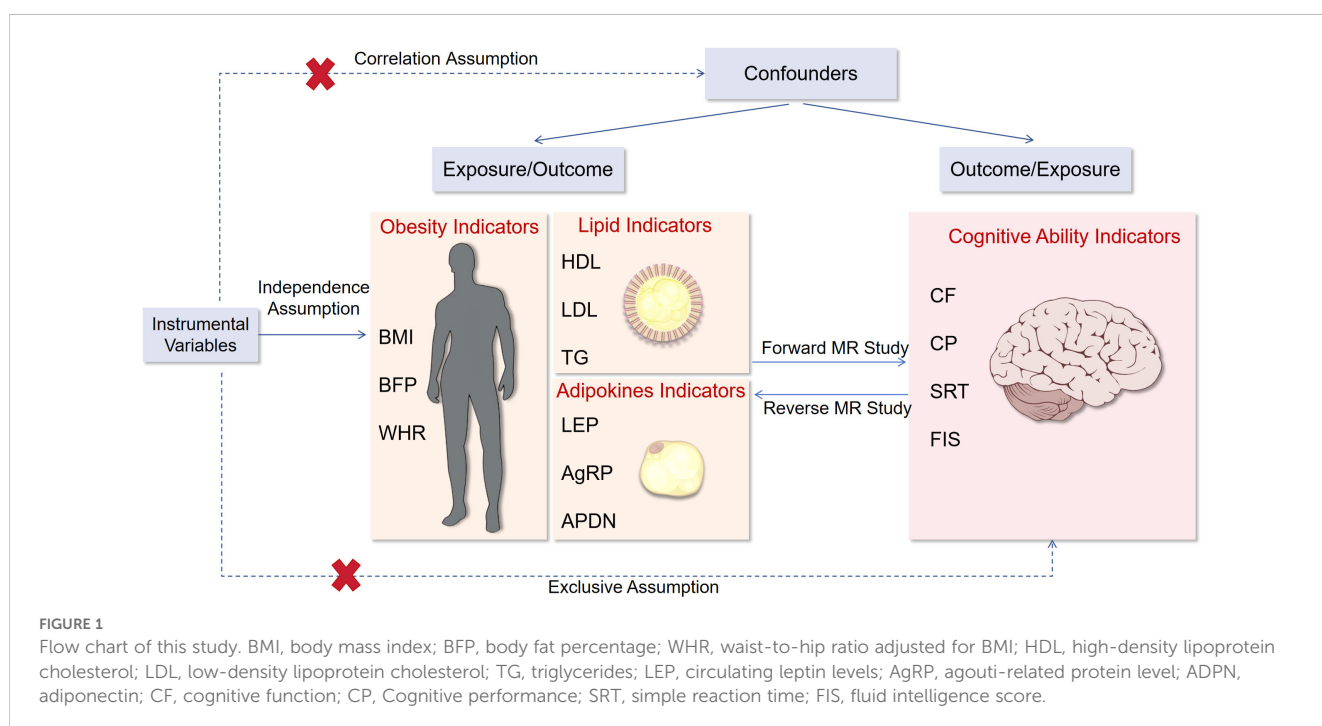 Correlation Assumption
Confounders
Exposure/Outcome
Outcome/Exposure
Obesity Indicators
Lipid Indicators
Cognitive Ability Indicators
HDL
LDL
TG
Independence
Assumption
Instrumental
Variables
BMI
BFP
WHR
Forward MR Study
Reverse MR Study
Adipokines Indicators
LEP
AgRP
APDN
CF
CP
SRT
FIS
Exclusive Assumption
FIGURE 1
Flow chart of this study. BMI, body mass index; BFP, body fat percentage; WHR, waist-to-hip ratio adjusted for BMI; HDL, high-density lipoprotein
cholesterol; LDL, low-density lipoprotein cholesterol; TG, triglycerides; LEP, circulating leptin levels; AgRP, agouti-related protein level; ADPN,
adiponectin; CF, cognitive function; CP, Cognitive performance; SRT, simple reaction time; FIS, fluid intelligence score.